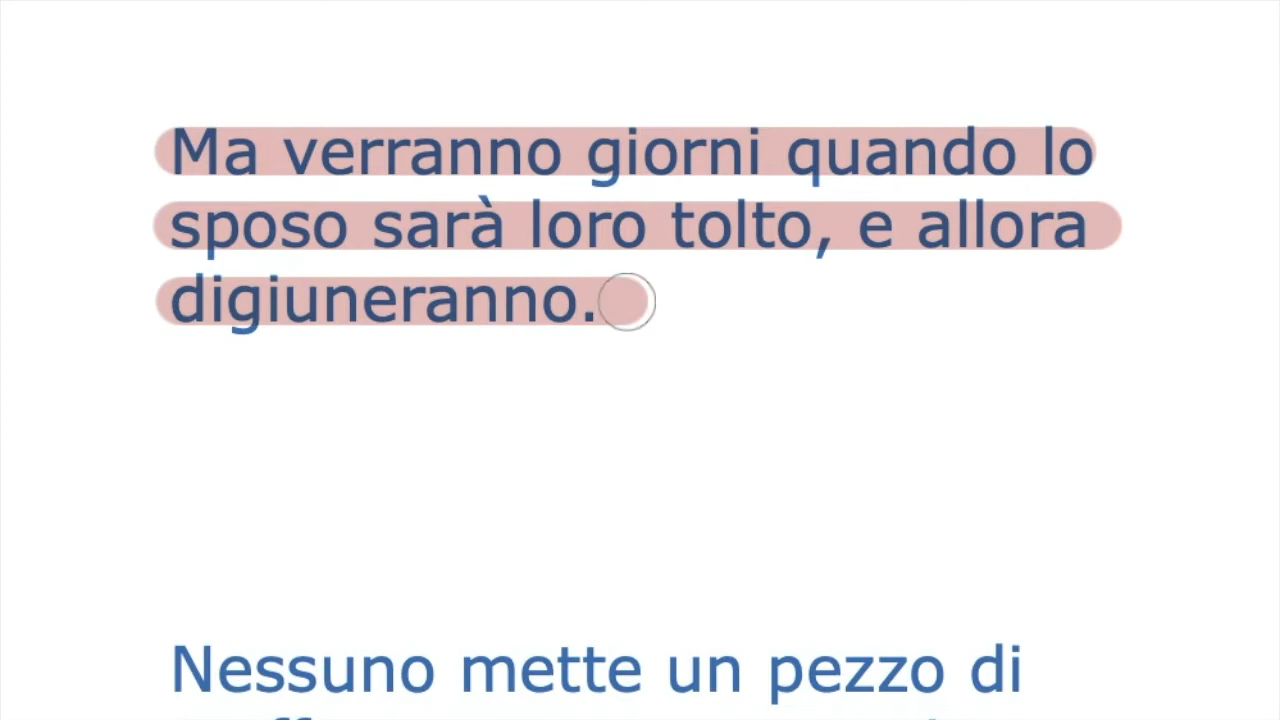 Ma verranno giorni quando lo
sposo sarà loro tolto, e allora
digiuneranno.
Nessuno mette un pezzo di